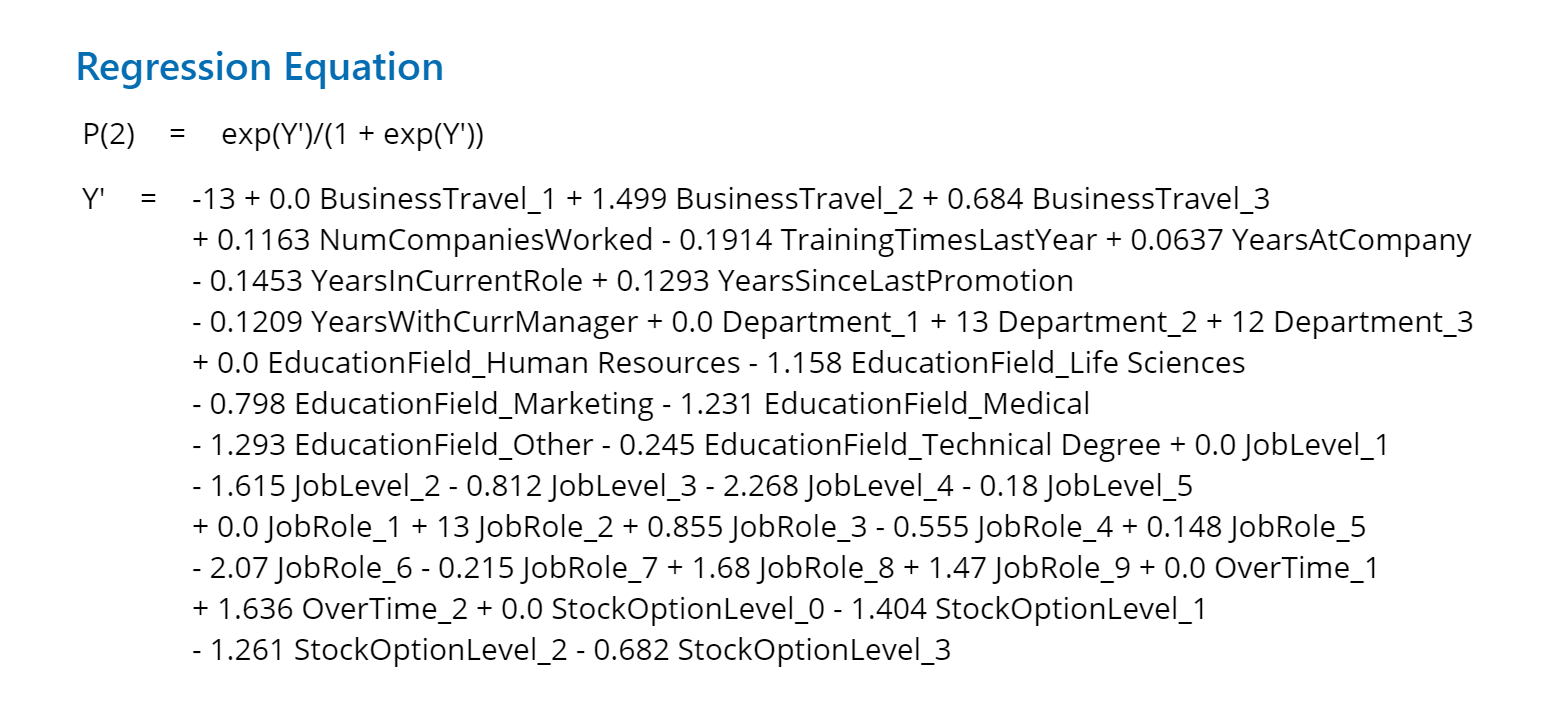 Regression Equation
P(2) = exp(Y')/(1 + exp(Y'))
Y' = -13 + 0.0 BusinessTravel_1 + 1.499 BusinessTravel_2 + 0.684 BusinessTravel_3
+ 0.1163 NumCompaniesWorked - 0.1914 TrainingTimesLastYear + 0.0637 YearsAtCompany
- 0.1453 YearsInCurrentRole + 0.1293 YearsSinceLastPromotion
- 0.1209 YearsWithCurrManager + 0.0 Department_1 + 13 Department_2 + 12 Department_3
+ 0.0 EducationField_Human Resources - 1.158 EducationField_Life Sciences
- 0.798 EducationField_Marketing - 1.231 EducationField_Medical
- 1.293 EducationField_Other - 0.245 EducationField_Technical Degree + 0.0 JobLevel_1
- 1.615 JobLevel_2 - 0.812 JobLevel_3 - 2.268 JobLevel_4 - 0.18 JobLevel_5
+ 0.0 JobRole_1 + 13 JobRole_2 + 0.855 JobRole_3 - 0.555 JobRole_4 + 0.148 JobRole_5
- 2.07 JobRole_6 - 0.215 JobRole_7 + 1.68 JobRole_8 + 1.47 JobRole_9 + 0.0 OverTime_1
+ 1.636 OverTime_2 + 0.0 StockOptionLevel_0 - 1.404 StockOptionLevel_1
- 1.261 StockOptionLevel_2 - 0.682 StockOptionLevel_3